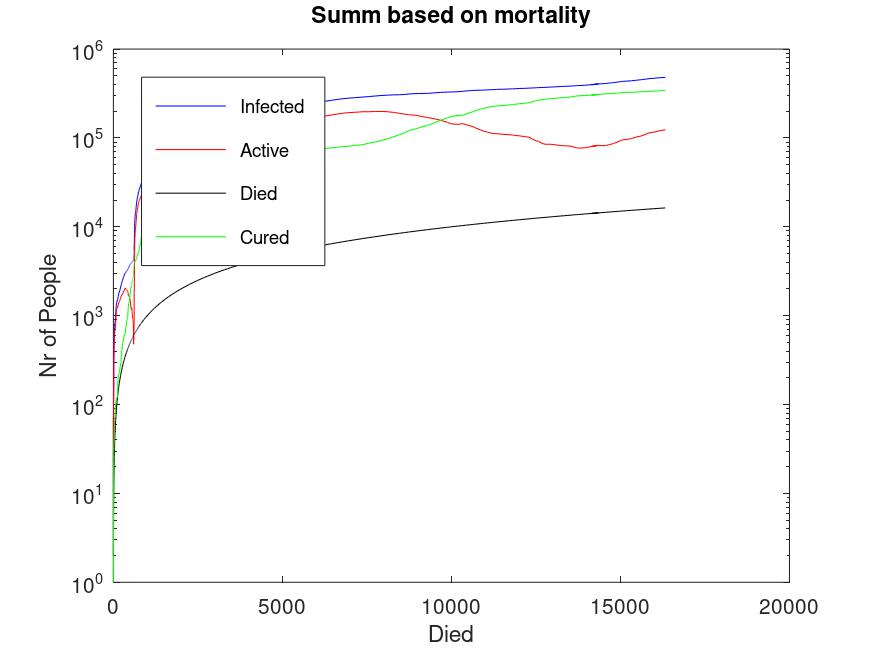 Summ based on mortality
10^6
10^5
10^4
10^3
10^2
10^1
10^0
Nr of People
Infected
Active
Died
Cured
0 5000 10000 15000 20000
Died